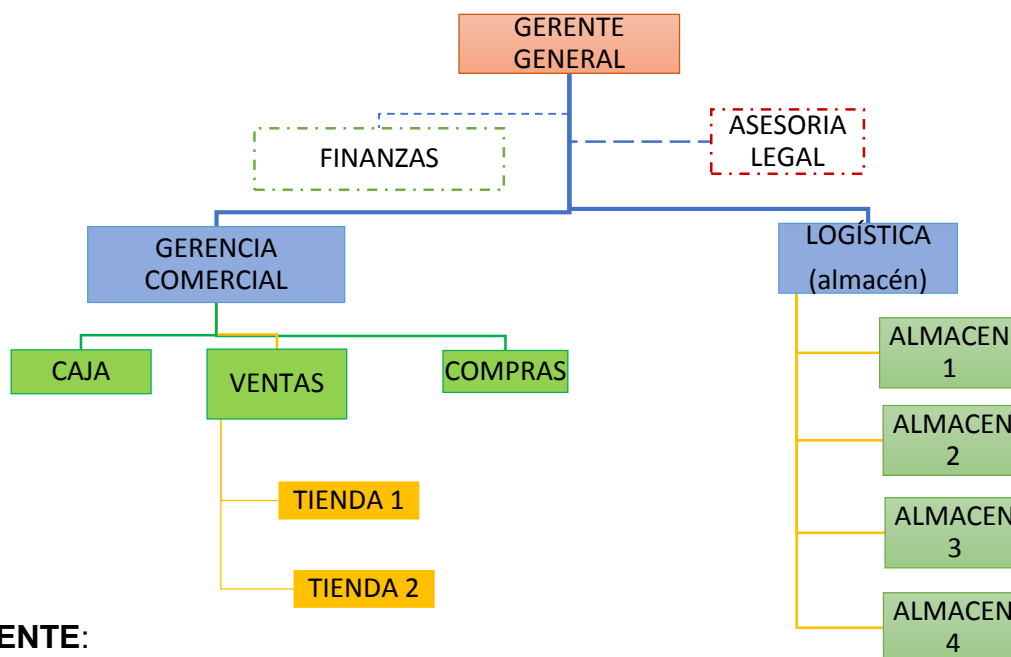 GERENTE
GENERAL
FINANZAS
ASESORIA
LEGAL
GERENCIA
COMERCIAL
LOGÍSTICA
(almacén)
CAJA
VENTAS
COMPRAS
TIENDA 1
TIENDA 2
ALMACEN
1
ALMACEN
2
ALMACEN
3
ALMACEN
4
ENTE: